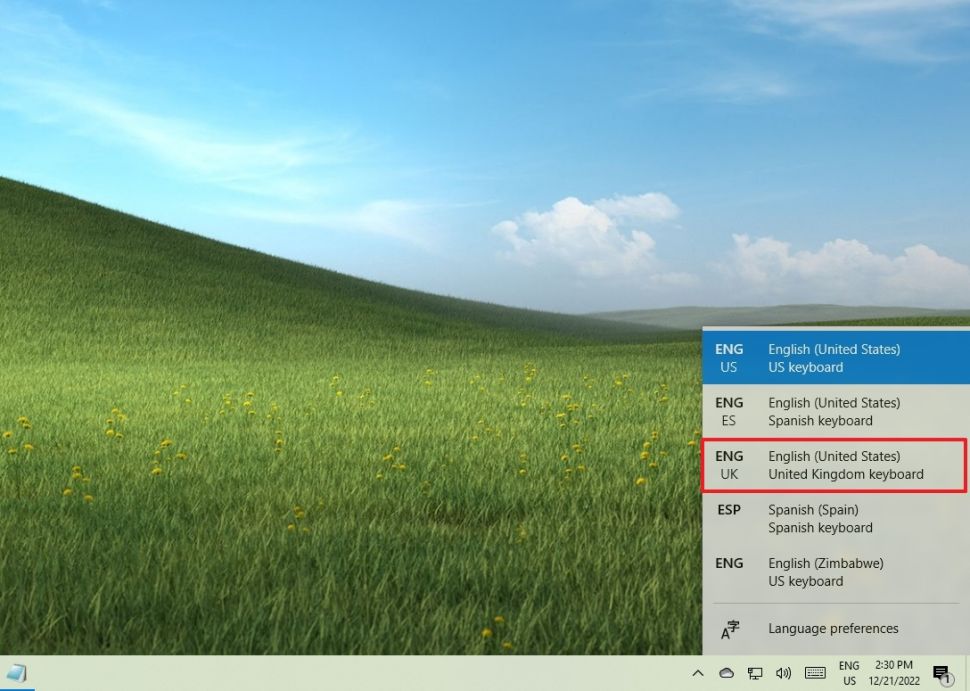 ENG English (United States)
US US keyboard
ENG English (United States)
ES Spanish keyboard
ENG English (United States)
UK United Kingdom keyboard
ESP Spanish (Spain)
Spanish keyboard
ENG English (Zimbabwe)
US keyboard
A字 Language preferences
ENG 2:30 PM
US 12/21/2022
1